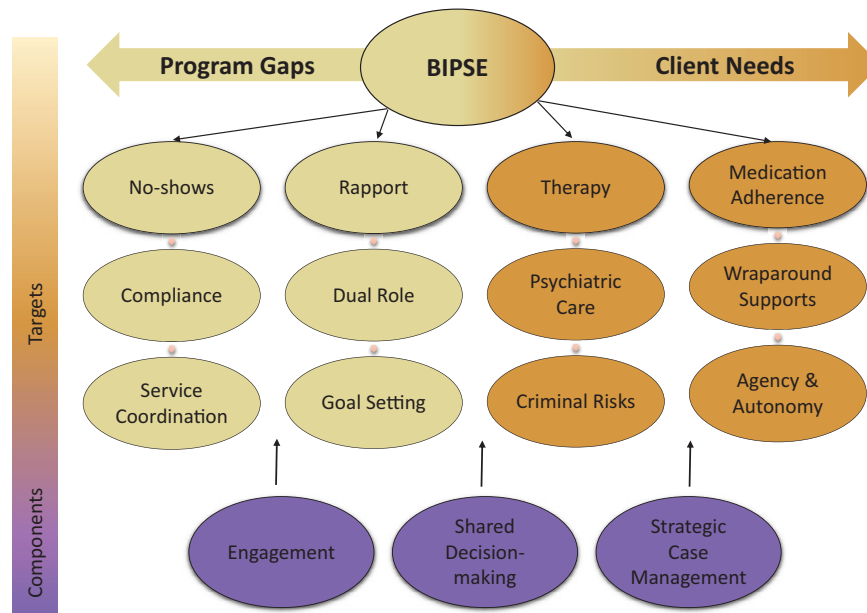 Program Gaps
BIPSE
Client Needs
No-shows
Rapport
Therapy
Medication
Adherence
Compliance
Dual Role
Psychiatric
Care
Wraparound
Supports
Service
Coordination
Goal Setting
Criminal Risks
Agency &
Autonomy
Targets
Engagement
Shared
Decision-
making
Strategic
Case
Management
Components